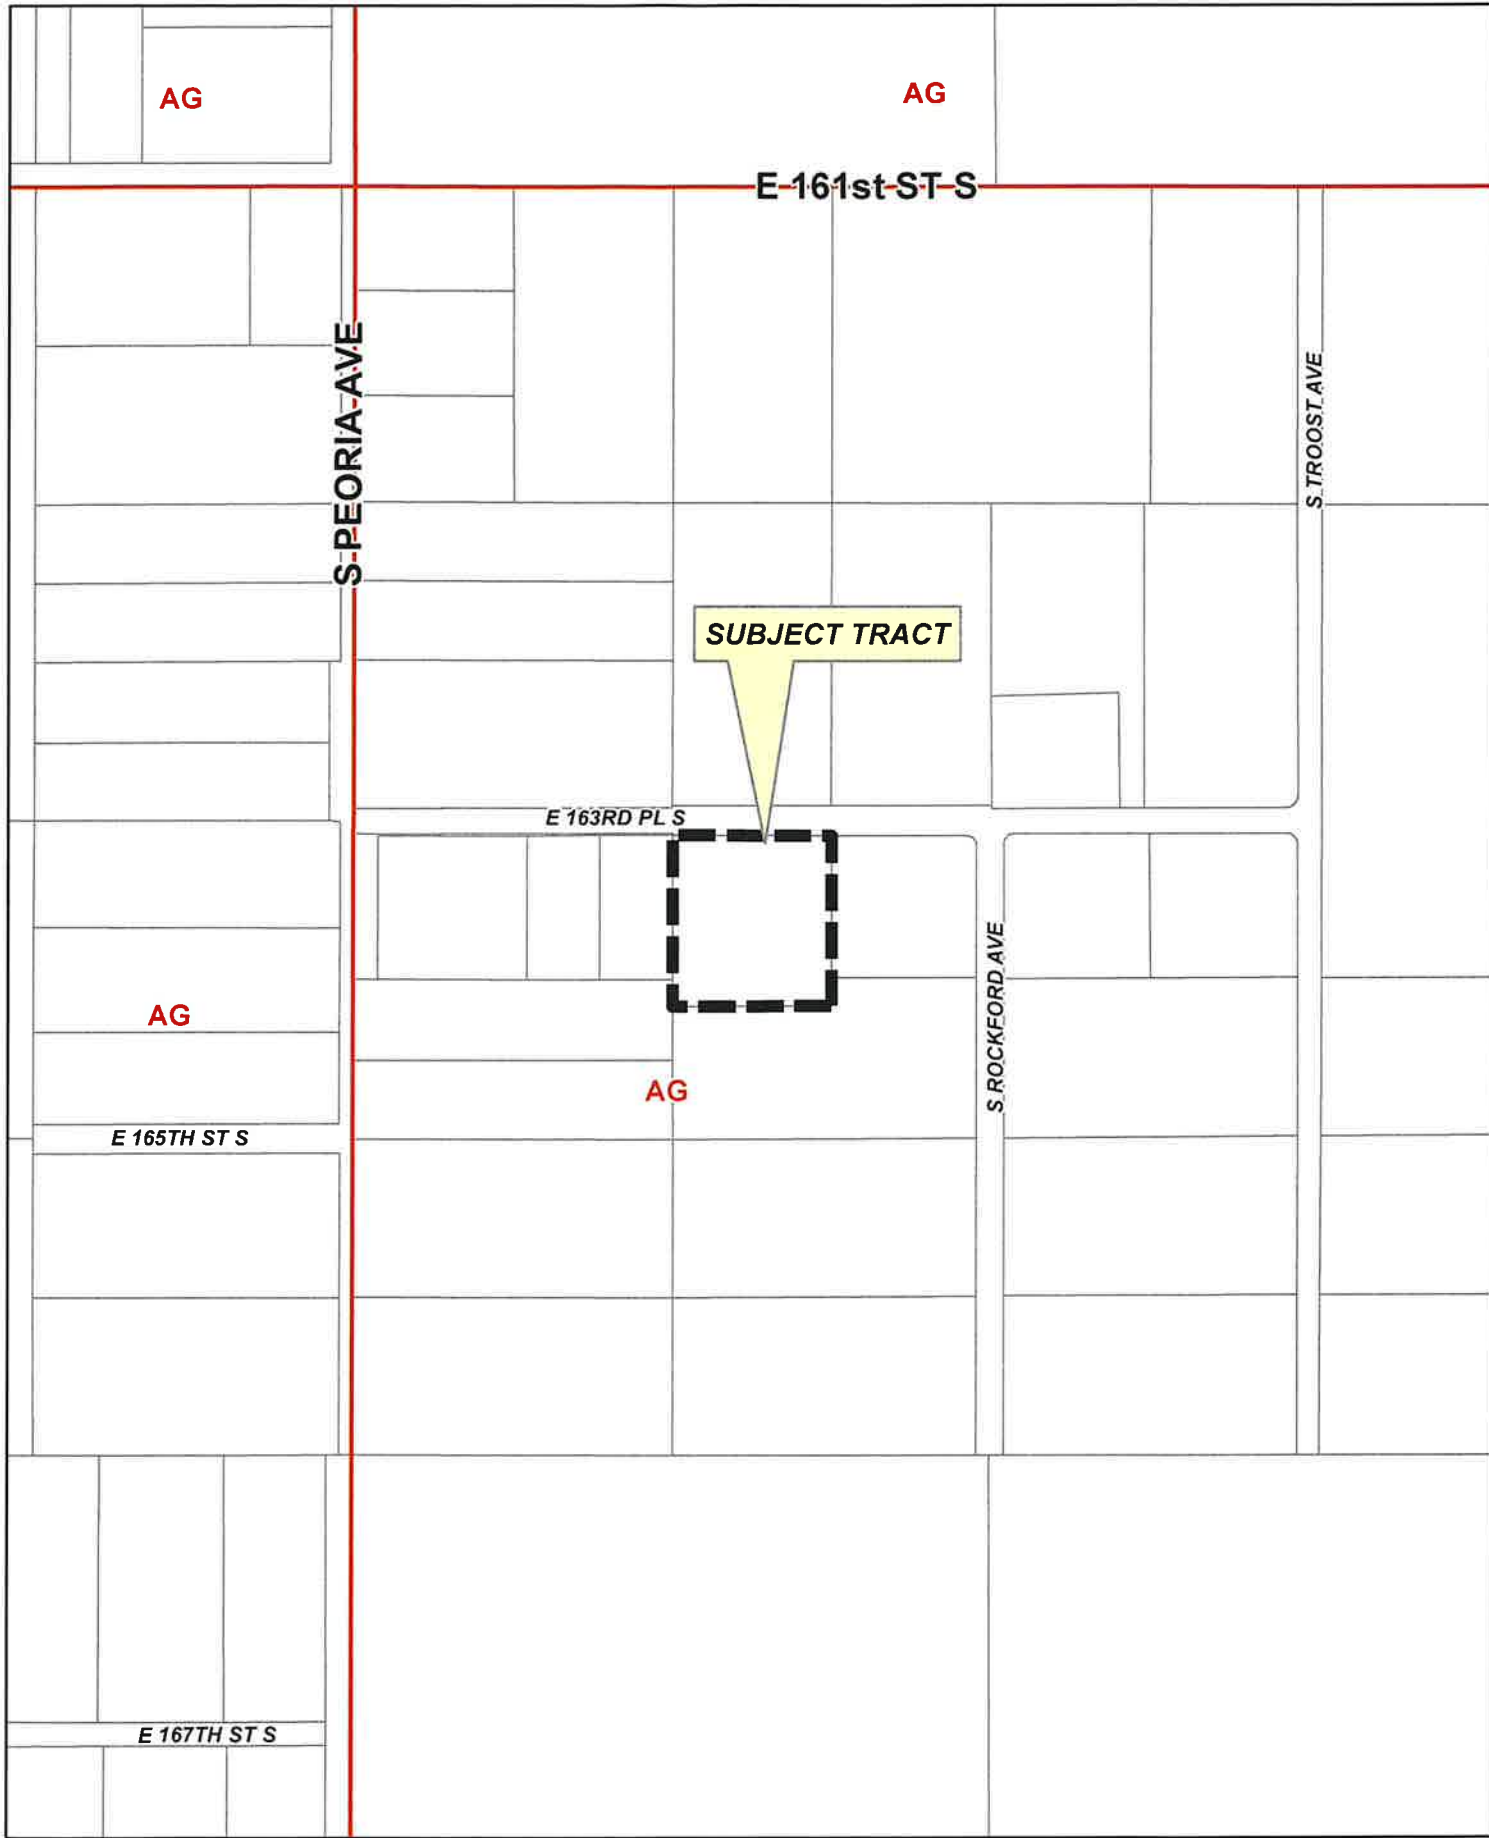 AG
AG
E 161st ST S
S PEORIA AVE
S TROOST AVE
SUBJECT TRACT
E 163RD PL S
S ROCKFORD AVE
AG
AG
E 165TH ST S
E 167TH ST S